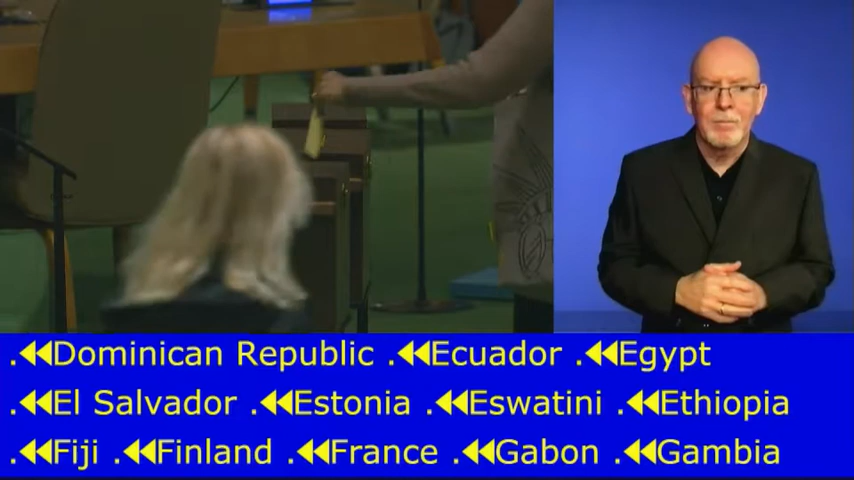 .⏪Dominican Republic .⏪Ecuador .⏪Egypt
.⏪El Salvador .⏪Estonia .⏪Eswatini .⏪Ethiopia
.⏪Fiji .⏪Finland .⏪France .⏪Gabon .⏪Gambia